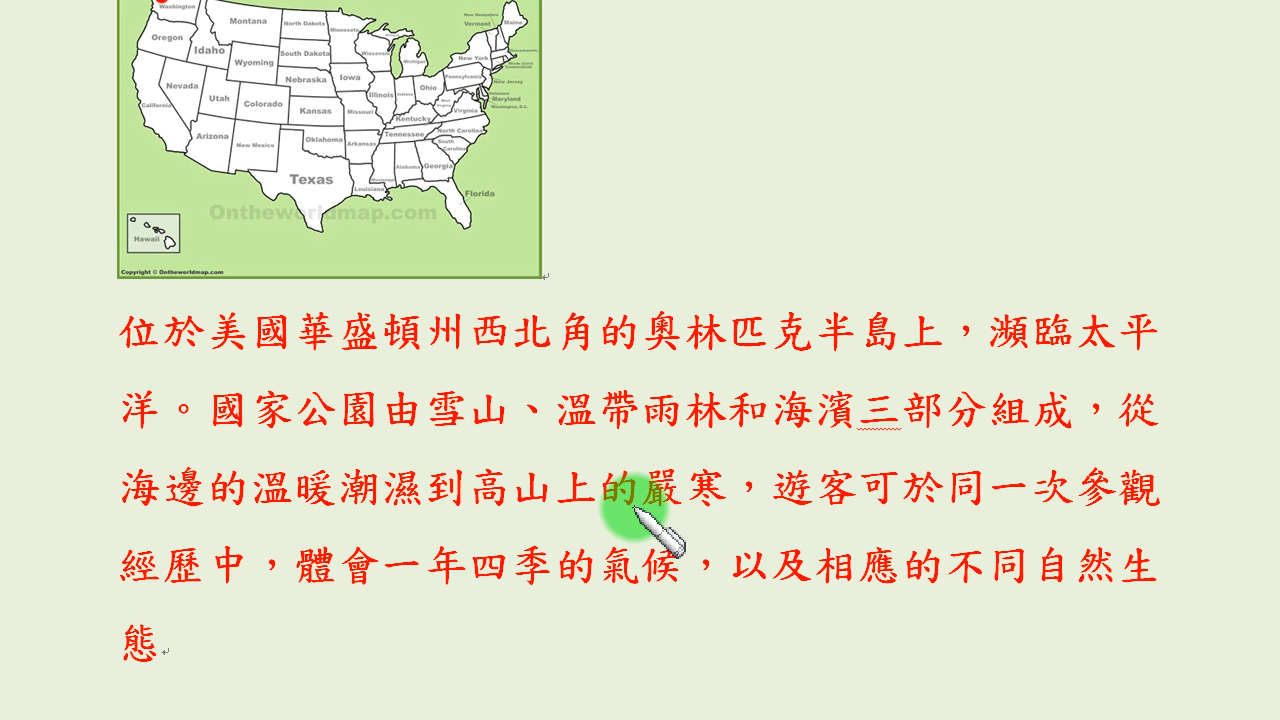 Washington
Montana
North Dakota
Minnesota
Oregon
Idaho
South Dakota
Wisconsin
Michigan
New York
New Hampshire
Vermont
Maine
Massachusetts
Wyoming
Nebraska
Iowa
Pennsylvania
New Jersey
Nevada
Utah
Colorado
Kansas
Illinois
Indiana
Ohio
Delaware
Maryland
Washington, D.C.
California
Missouri
West Virginia
Virginia
Kentucky
Arizona
New Mexico
Oklahoma
Arkansas
Tennessee
North Carolina
South Carolina
Texas
Louisiana
Mississippi
Alabama
Georgia
Florida
Hawaii
Ontheworldmap.com
Copyright © Ontheworldmap.com
位於美國華盛頓州西北角的奧林匹克半島上，瀕臨太平
洋。國家公園由雪山、溫帶雨林和海濱三部分組成，從
海邊的溫暖潮濕到高山上的嚴寒，遊客可於同一次參觀
經歷中，體會一年四季的氣候，以及相應的不同自然生
態